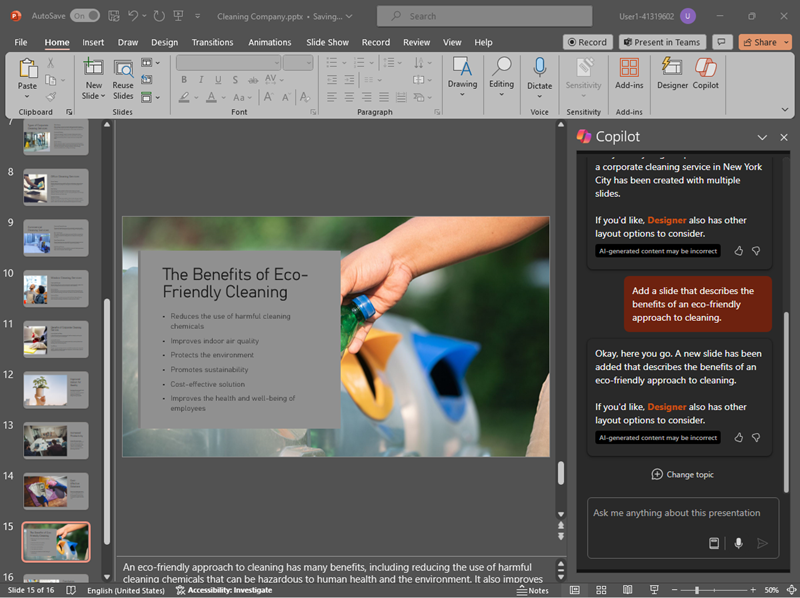 AutoSave On Cleaning Company.pptx • Saving... Search User1-41319602 U
File Home Insert Draw Design Transitions Animations Slide Show Record Review View Help Record Present in Teams Share
Paste New Slide Reuse Slides Drawing Editing Dictate Sensitivity Add-ins Designer Copilot
Clipboard Slides Font Paragraph Voice Sensitivity Add-ins
7
8
9
10
11
12
13
14
15
16
The Benefits of Eco-
Friendly Cleaning
• Reduces the use of harmful cleaning
chemicals
• Improves indoor air quality
• Protects the environment
• Promotes sustainability
• Cost-effective solution
• Improves the health and well-being of
employees
An eco-friendly approach to cleaning has many benefits, including reducing the use of harmful
cleaning chemicals that can be hazardous to human health and the environment. It also improves
Copilot
a corporate cleaning service in New York
City has been created with multiple
slides.
If you'd like, Designer also has other
layout options to consider.
AI-generated content may be incorrect
Add a slide that describes the
benefits of an eco-friendly
approach to cleaning.
Okay, here you go. A new slide has been
added that describes the benefits of an
eco-friendly approach to cleaning.
If you'd like, Designer also has other
layout options to consider.
AI-generated content may be incorrect
Change topic
Ask me anything about this presentation
Slide 15 of 16 English (United States) Accessibility: Investigate Notes 50%